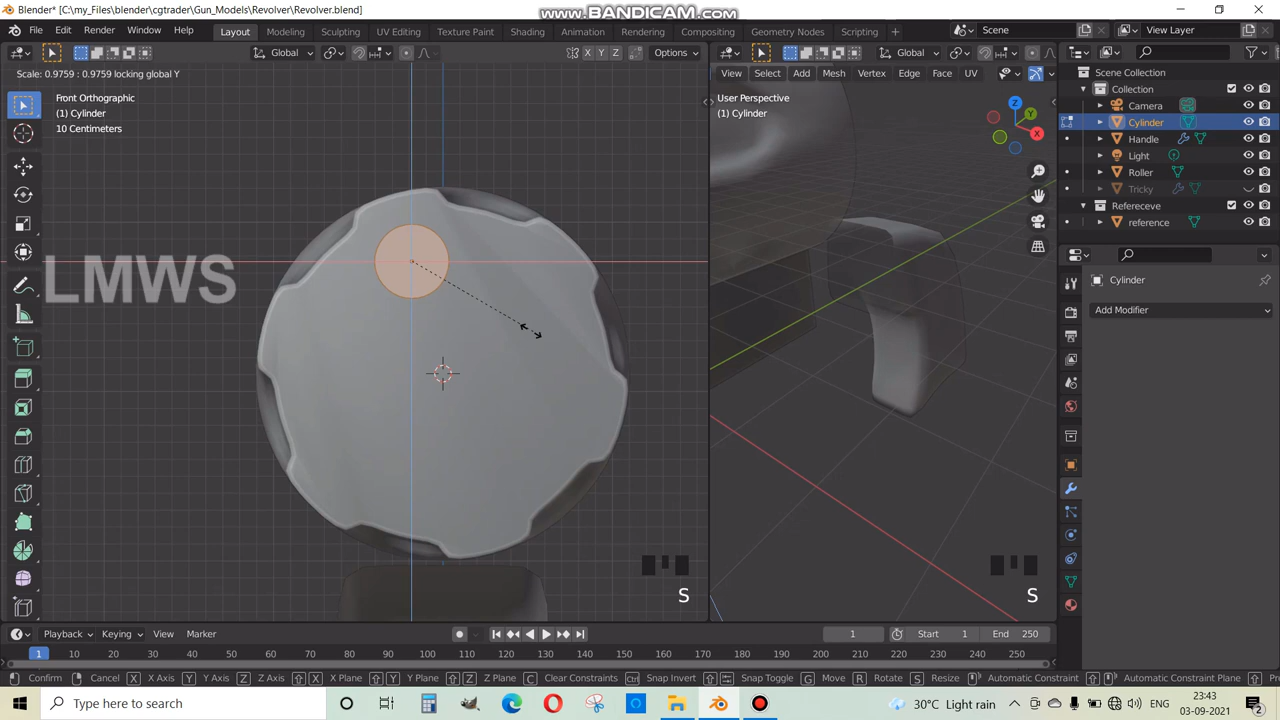 Blender* [C:\my_Files\blender\cgtrader\Gun_Models\Revolver/Revolver.blend]
www.BANDICAM.com
File Edit Render Window Help Layout Modeling Sculpting UV Editing Texture Paint Shading Animation Rendering Compositing Geometry Nodes Scripting + Scene View Layer
Global X Y Z Options View Select Add Mesh Vertex Edge Face UV Global
Scale: 0.9759 : 0.9759 locking global Y
Scene Collection
Collection
Front Orthographic
(1) Cylinder
10 Centimeters
User Perspective
(1) Cylinder
Z
Y
X
Camera
Cylinder
Handle
Light
Roller
Tricky
Refereceve
reference
LMWS
Cylinder
Add Modifier
S
S
Playback Keying View Marker 1 Start 1 End 250
1 10 20 30 40 50 60 70 80 90 100 110 120 130 140 150 160 170 180 190 200 210 220 230 240 250
Confirm Cancel X X Axis Y Y Axis Z Z Axis X X Plane Y Y Plane Z Z Plane C Clear Constraints Ctrl Snap Invert Snap Toggle G Move R Rotate S Resize Automatic Constraint Automatic Constraint Plane
Type here to search
30°C Light rain
23:43
03-09-2021
2